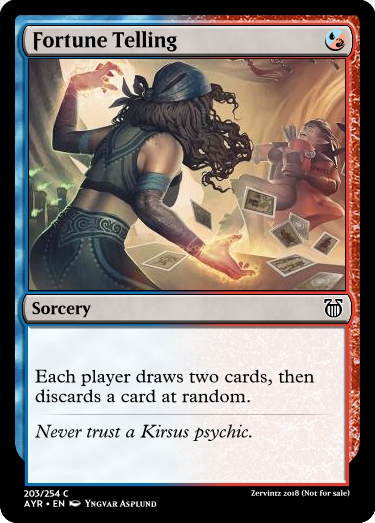 Fortune Telling
Sorcery
Each player draws two cards, then
discards a card at random.
Never trust a Kirsus psychic.
203/254 C
AYR • EN Yngvar Asplund
Zervintz 2018 (Not for sale)